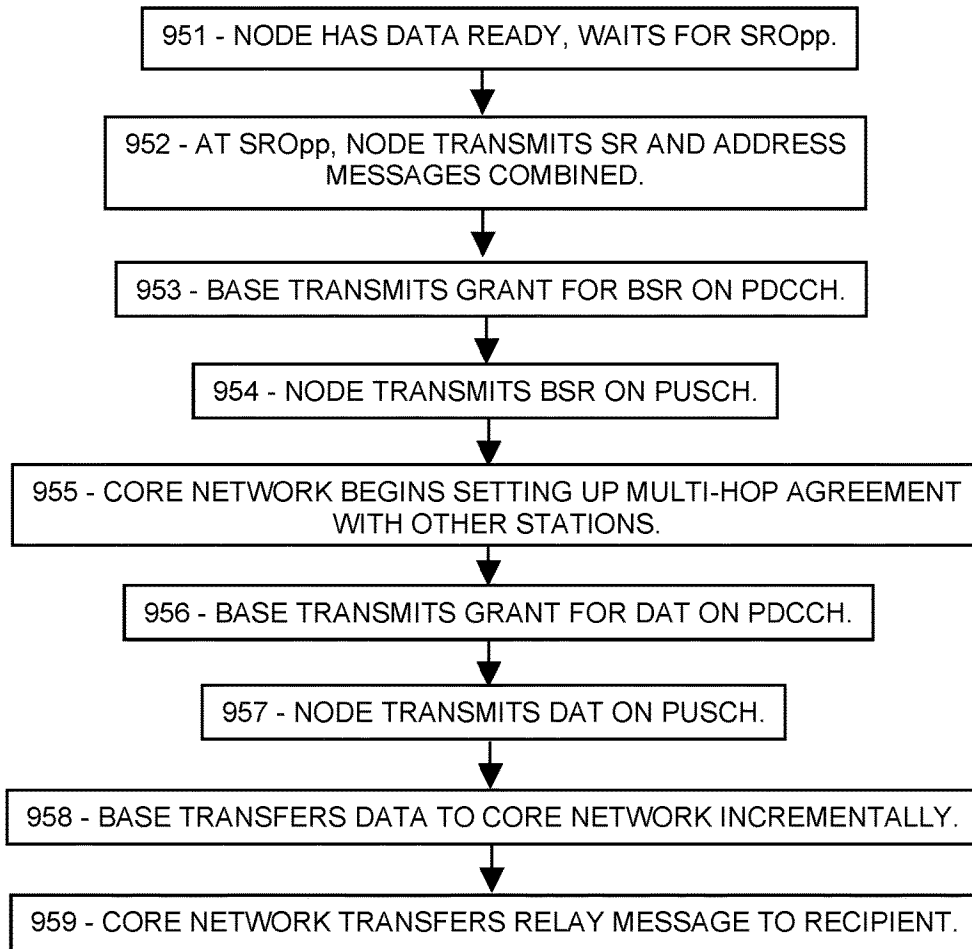 951 - NODE HAS DATA READY, WAITS FOR SROpp.
952 - AT SROpp, NODE TRANSMITS SR AND ADDRESS
MESSAGES COMBINED.
953 - BASE TRANSMITS GRANT FOR BSR ON PDCCH.
954 - NODE TRANSMITS BSR ON PUSCH.
955 - CORE NETWORK BEGINS SETTING UP MULTI-HOP AGREEMENT
WITH OTHER STATIONS.
956 - BASE TRANSMITS GRANT FOR DAT ON PDCCH.
957 - NODE TRANSMITS DAT ON PUSCH.
958 - BASE TRANSFERS DATA TO CORE NETWORK INCREMENTALLY.
959 - CORE NETWORK TRANSFERS RELAY MESSAGE TO RECIPIENT.